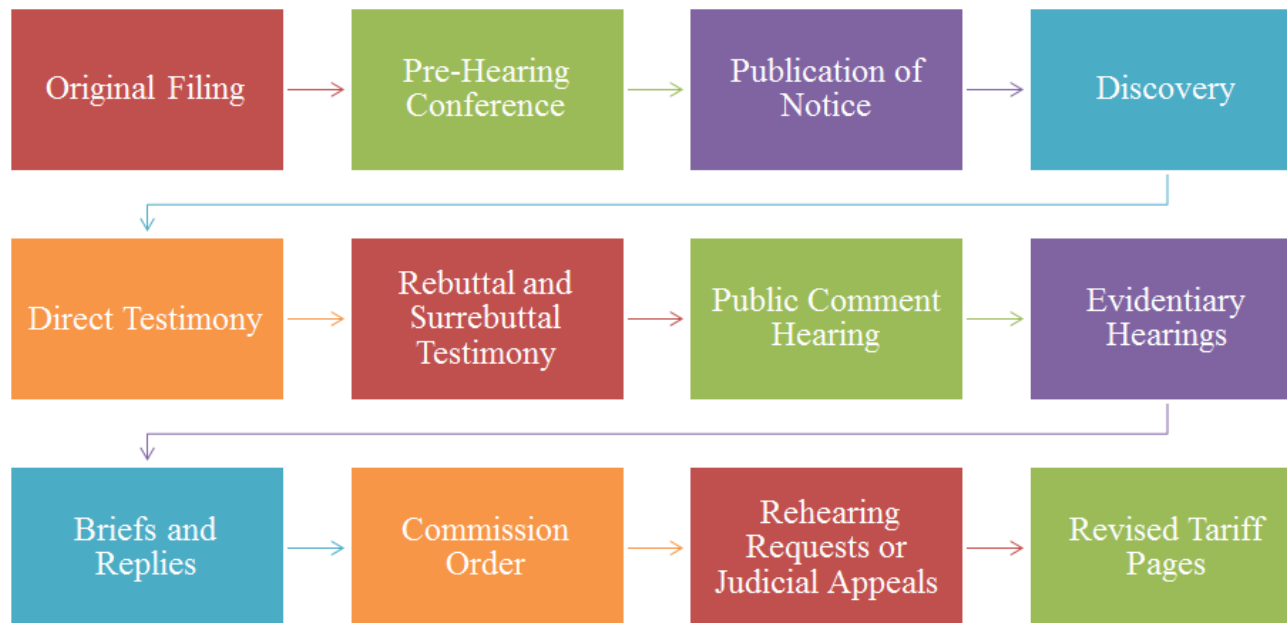 Original Filing
Pre-Hearing
Conference
Publication of
Notice
Discovery
Direct Testimony
Rebuttal and
Surrebuttal
Testimony
Public Comment
Hearing
Evidentiary
Hearings
Briefs and
Replies
Commission
Order
Rehearing
Requests or
Judicial Appeals
Revised Tariff
Pages